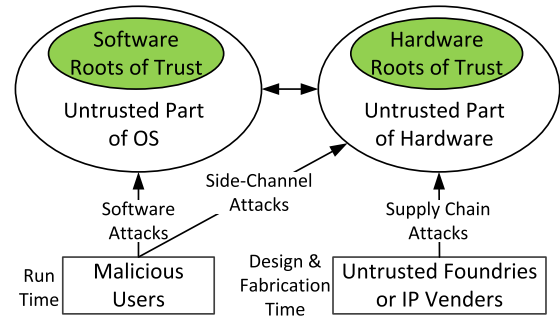 Software
Roots of Trust
Untrusted Part
of OS
Hardware
Roots of Trust
Untrusted Part
of Hardware
Software
Attacks
Side-Channel
Attacks
Supply Chain
Attacks
Run
Time
Malicious
Users
Design &
Fabrication
Time
Untrusted Foundries
or IP Venders